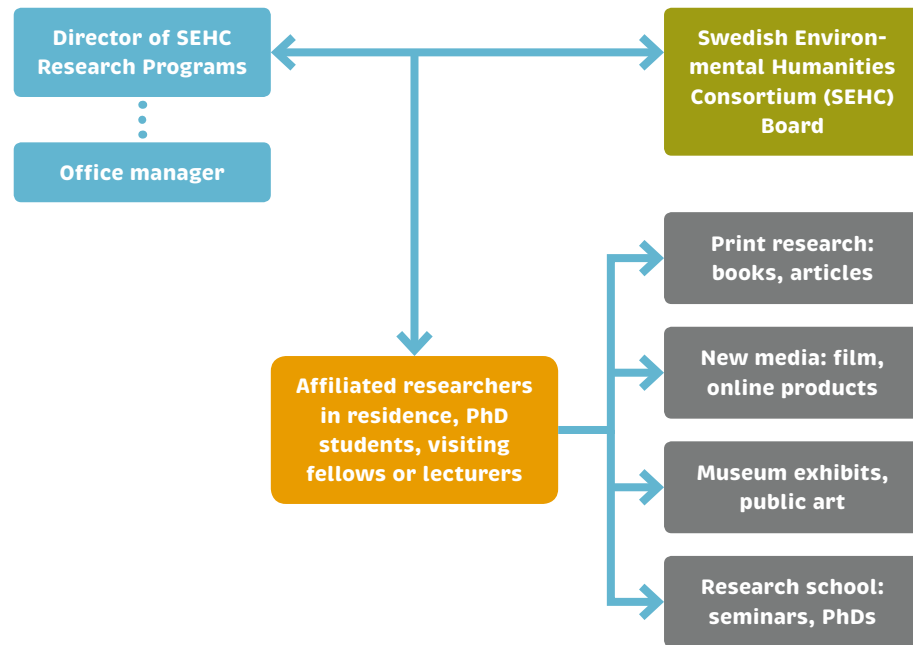 Director of SEHC
Research Programs
Swedish Environ-
mental Humanities
Consortium (SEHC)
Board
Office manager
Print research:
books, articles
New media: film,
online products
Affiliated researchers
in residence, PhD
students, visiting
fellows or lecturers
Museum exhibits,
public art
Research school:
seminars, PhDs